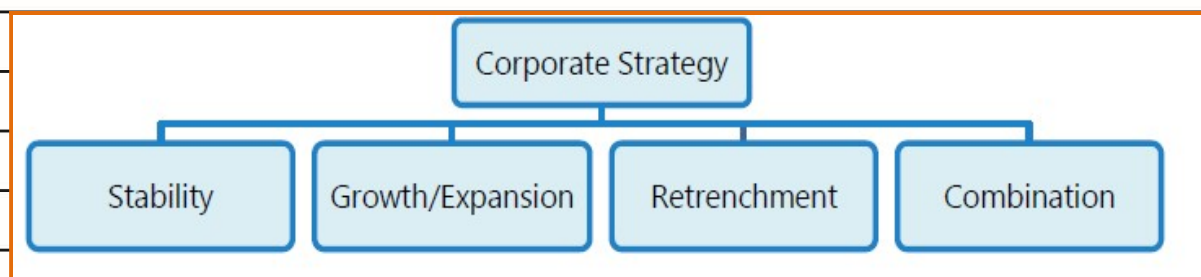 Corporate Strategy
Stability
Growth/Expansion
Retrenchment
Combination